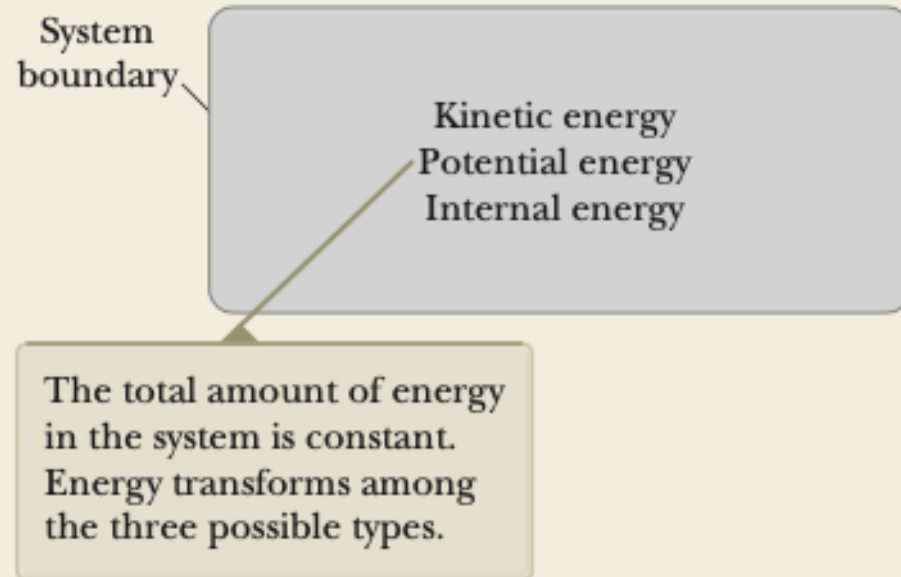 System
boundary
Kinetic energy
Potential energy
Internal energy
The total amount of energy
in the system is constant.
Energy transforms among
the three possible types.